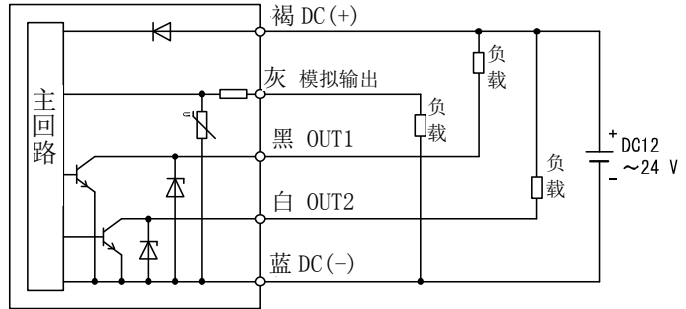 褐 DC(+)
灰 模拟输出
黑 OUT1
白 OUT2
蓝 DC(-)
主回路
负载
负载
负载
+
DC12
～24 V
-